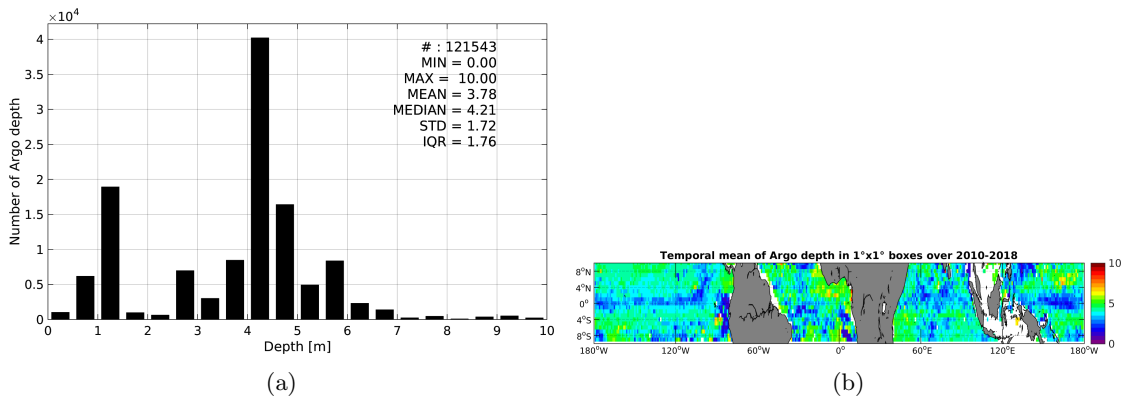 ×10⁴
4
3.5
3
2.5
2
1.5
1
0.5
0
Number of Argo depth
# : 121543
MIN = 0.00
MAX = 10.00
MEAN = 3.78
MEDIAN = 4.21
STD = 1.72
IQR = 1.76
0 1 2 3 4 5 6 7 8 9 10
Depth [m]
(a)
Temporal mean of Argo depth in 1°x1° boxes over 2010-2018
8°N
4°N
0°
4°S
8°S
180°W 120°W 60°W 0° 60°E 120°E 180°W
10
5
0
(b)